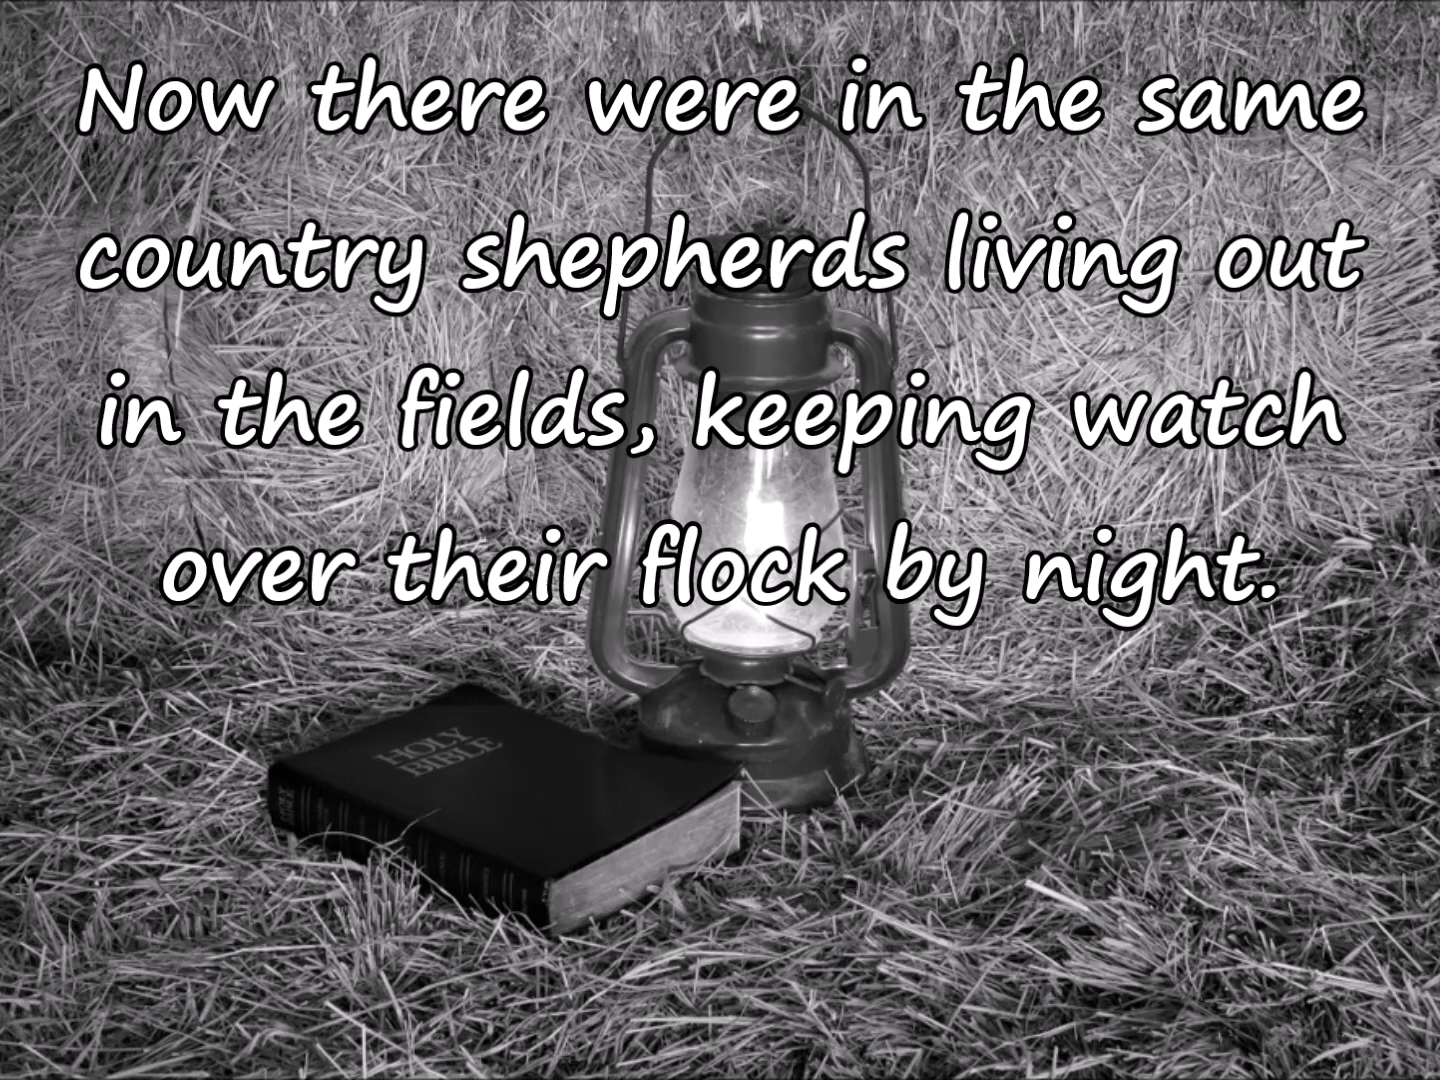 Now there were in the same
country shepherds living out
in the fields, keeping watch
over their flock by night.
HOLY
BIBLE